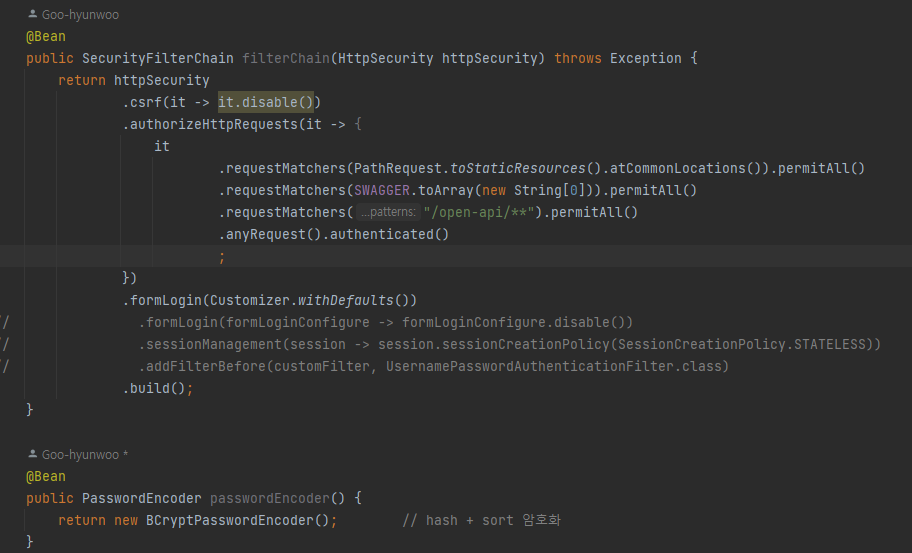 Goo-hyunwoo
@Bean
public SecurityFilterChain filterChain(HttpSecurity httpSecurity) throws Exception {
    return httpSecurity
            .csrf(it -> it.disable())
            .authorizeHttpRequests(it -> {
                it
                        .requestMatchers(PathRequest.toStaticResources().atCommonLocations()).permitAll()
                        .requestMatchers(SWAGGER.toArray(new String[0])).permitAll()
                        .requestMatchers( ...patterns: "/open-api/**").permitAll()
                        .anyRequest().authenticated()
                        ;
            })
            .formLogin(Customizer.withDefaults())
//                .formLogin(formLoginConfigure -> formLoginConfigure.disable())
//                .sessionManagement(session -> session.sessionCreationPolicy(SessionCreationPolicy.STATELESS))
//                .addFilterBefore(customFilter, UsernamePasswordAuthenticationFilter.class)
            .build();
}
Goo-hyunwoo *
@Bean
public PasswordEncoder passwordEncoder() {
    return new BCryptPasswordEncoder();        // hash + sort 암호화
}